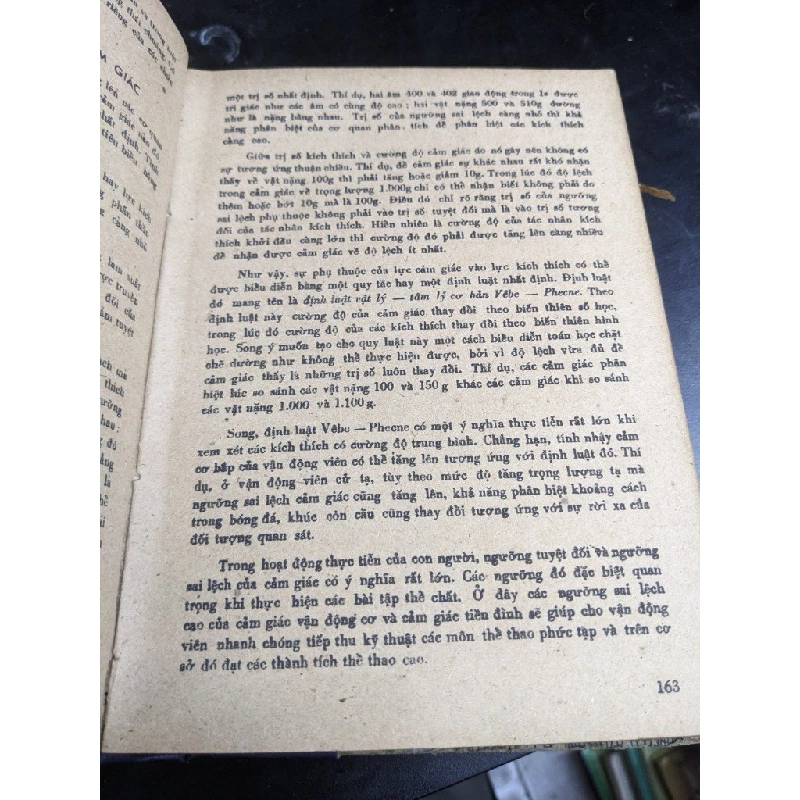 M GIÁC
một trị số nhất định. Thí dụ, hai âm 400 và 402 giao động trong 1s được
tri giác như các âm có cùng độ cao ; hai vật nặng 500 và 510g dường
như là nặng bằng nhau. Trị số của ngưỡng sai lệch càng nhỏ thì khả
năng phân biệt của cơ quan phân tích để phân biệt các kích thích
càng cao.
Giữa trị số kích thích và cường độ cảm giác do nó gây nên không có
sự tương ứng thuận chiều. Thí dụ, để cảm giác sự khác nhau rất khó nhận
thấy về vật nặng 100g thì phải tăng hoặc giảm 10g. Trong lúc đó độ lệch
trong cảm giác về trọng lượng 1.000g chỉ có thể nhận biết không phải do
thêm hoặc bớt 10g mà là 100g. Điều đó chỉ rõ rằng trị số của ngưỡng
sai lệch phụ thuộc không phải vào trị số tuyệt đối mà là vào trị số tương
đối của tác nhân kích thích. Hiển nhiên là cường độ của tác nhân kích
thích khởi đầu càng lớn thì cường độ đó phải được tăng lên càng nhiều
để nhận được cảm giác về độ lệch ít nhất.
Như vậy, sự phụ thuộc của lực cảm giác vào lực kích thích có thể
được biểu diễn bằng một quy tắc hay một định luật nhất định. Định luật
đó mang tên là định luật vật lý — tâm lý cơ bản Vêbe — Phecne. Theo
định luật này cường độ của cảm giác thay đổi theo biến thiên số học,
trong lúc đó cường độ của các kích thích thay đổi theo biến thiên hình
học. Song ý muốn tạo cho quy luật này một cách biểu diễn toán học chặt
chẽ dường như không thể thực hiện được, bởi vì độ lệch vừa đủ để
cảm giác thấy là những trị số luôn thay đổi. Thí dụ, các cảm giác phân
biệt lúc so sánh các vật nặng 100 và 150 g khác các cảm giác khi so sánh
các vật nặng 1.000 và 1.100 g.
Song, định luật Vêbe — Phecne có một ý nghĩa thực tiễn rất lớn khi
xem xét các kích thích có cường độ trung bình. Chẳng hạn, tính nhậy cảm
cơ bắp của vận động viên có thể tăng lên tương ứng với định luật đó. Thí
dụ, ở vận động viên cử tạ, tùy theo mức độ tăng trọng lượng tạ mà
ngưỡng sai lệch cảm giác cũng tăng lên, khả năng phân biệt khoảng cách
trong bóng đá, khúc côn cầu cũng thay đổi tượng ứng với sự rời xa của
đối tượng quan sát.
Trong hoạt động thực tiễn của con người, ngưỡng tuyệt đối và ngưỡng
sai lệch của cảm giác có ý nghĩa rất lớn. Các ngưỡng đó đặc biệt quan
trọng khi thực hiện các bài tập thể chất. Ở đây các ngưỡng sai lệch
cao của cảm giác vận động cơ và cảm giác tiền đình sẽ giúp cho vận động
viên nhanh chóng tiếp thu kỹ thuật các môn thể thao phức tạp và trên cơ
sở đó đạt các thành tích thể thao cao.
163